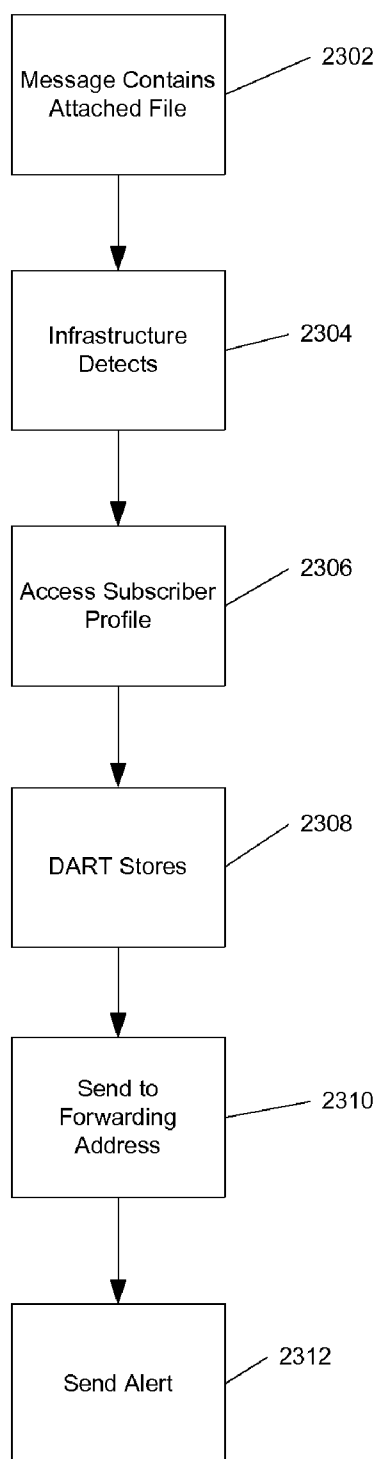 Message Contains
Attached File
2302
Infrastructure
Detects
2304
Access Subscriber
Profile
2306
DART Stores
2308
Send to
Forwarding
Address
2310
Send Alert
2312